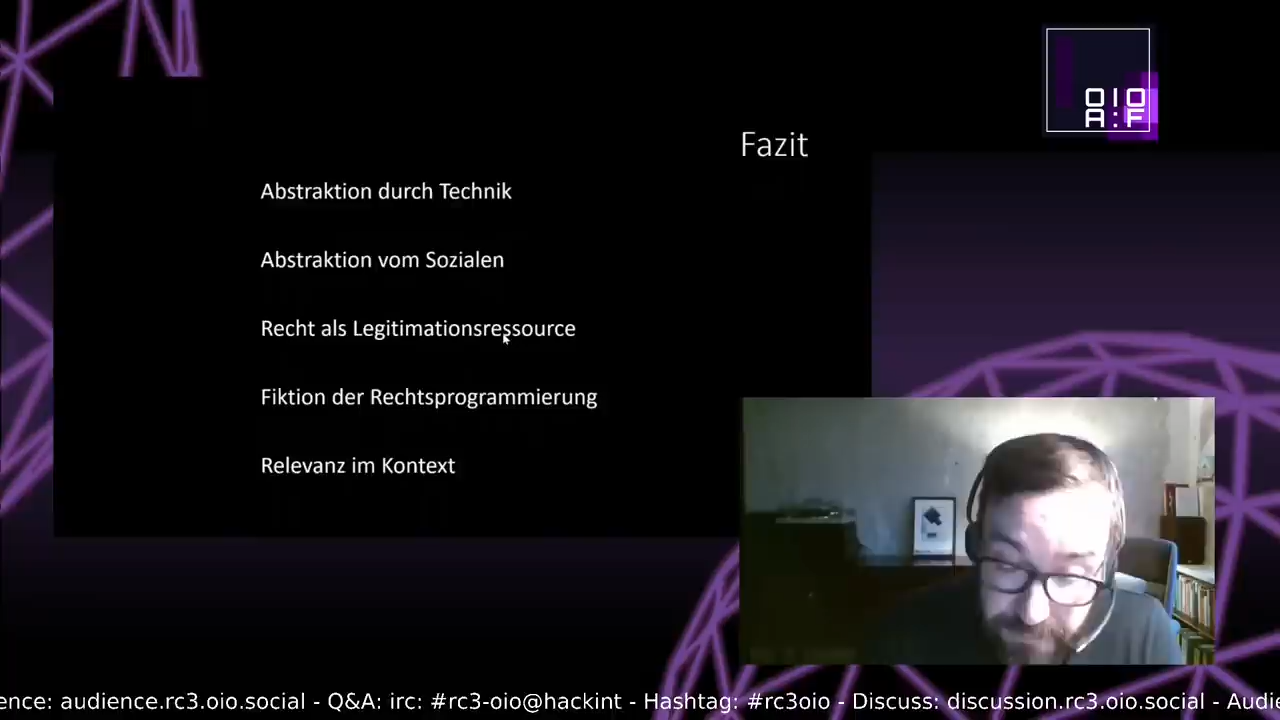 OIO
A:F
Fazit
Abstraktion durch Technik
Abstraktion vom Sozialen
Recht als Legitimationsressource
Fiktion der Rechtsprogrammierung
Relevanz im Kontext
ence: audience.rc3.oio.social - Q&A: irc: #rc3-oio@hackint - Hashtag: #rc3oio - Discuss: discussion.rc3.oio.social - Audi